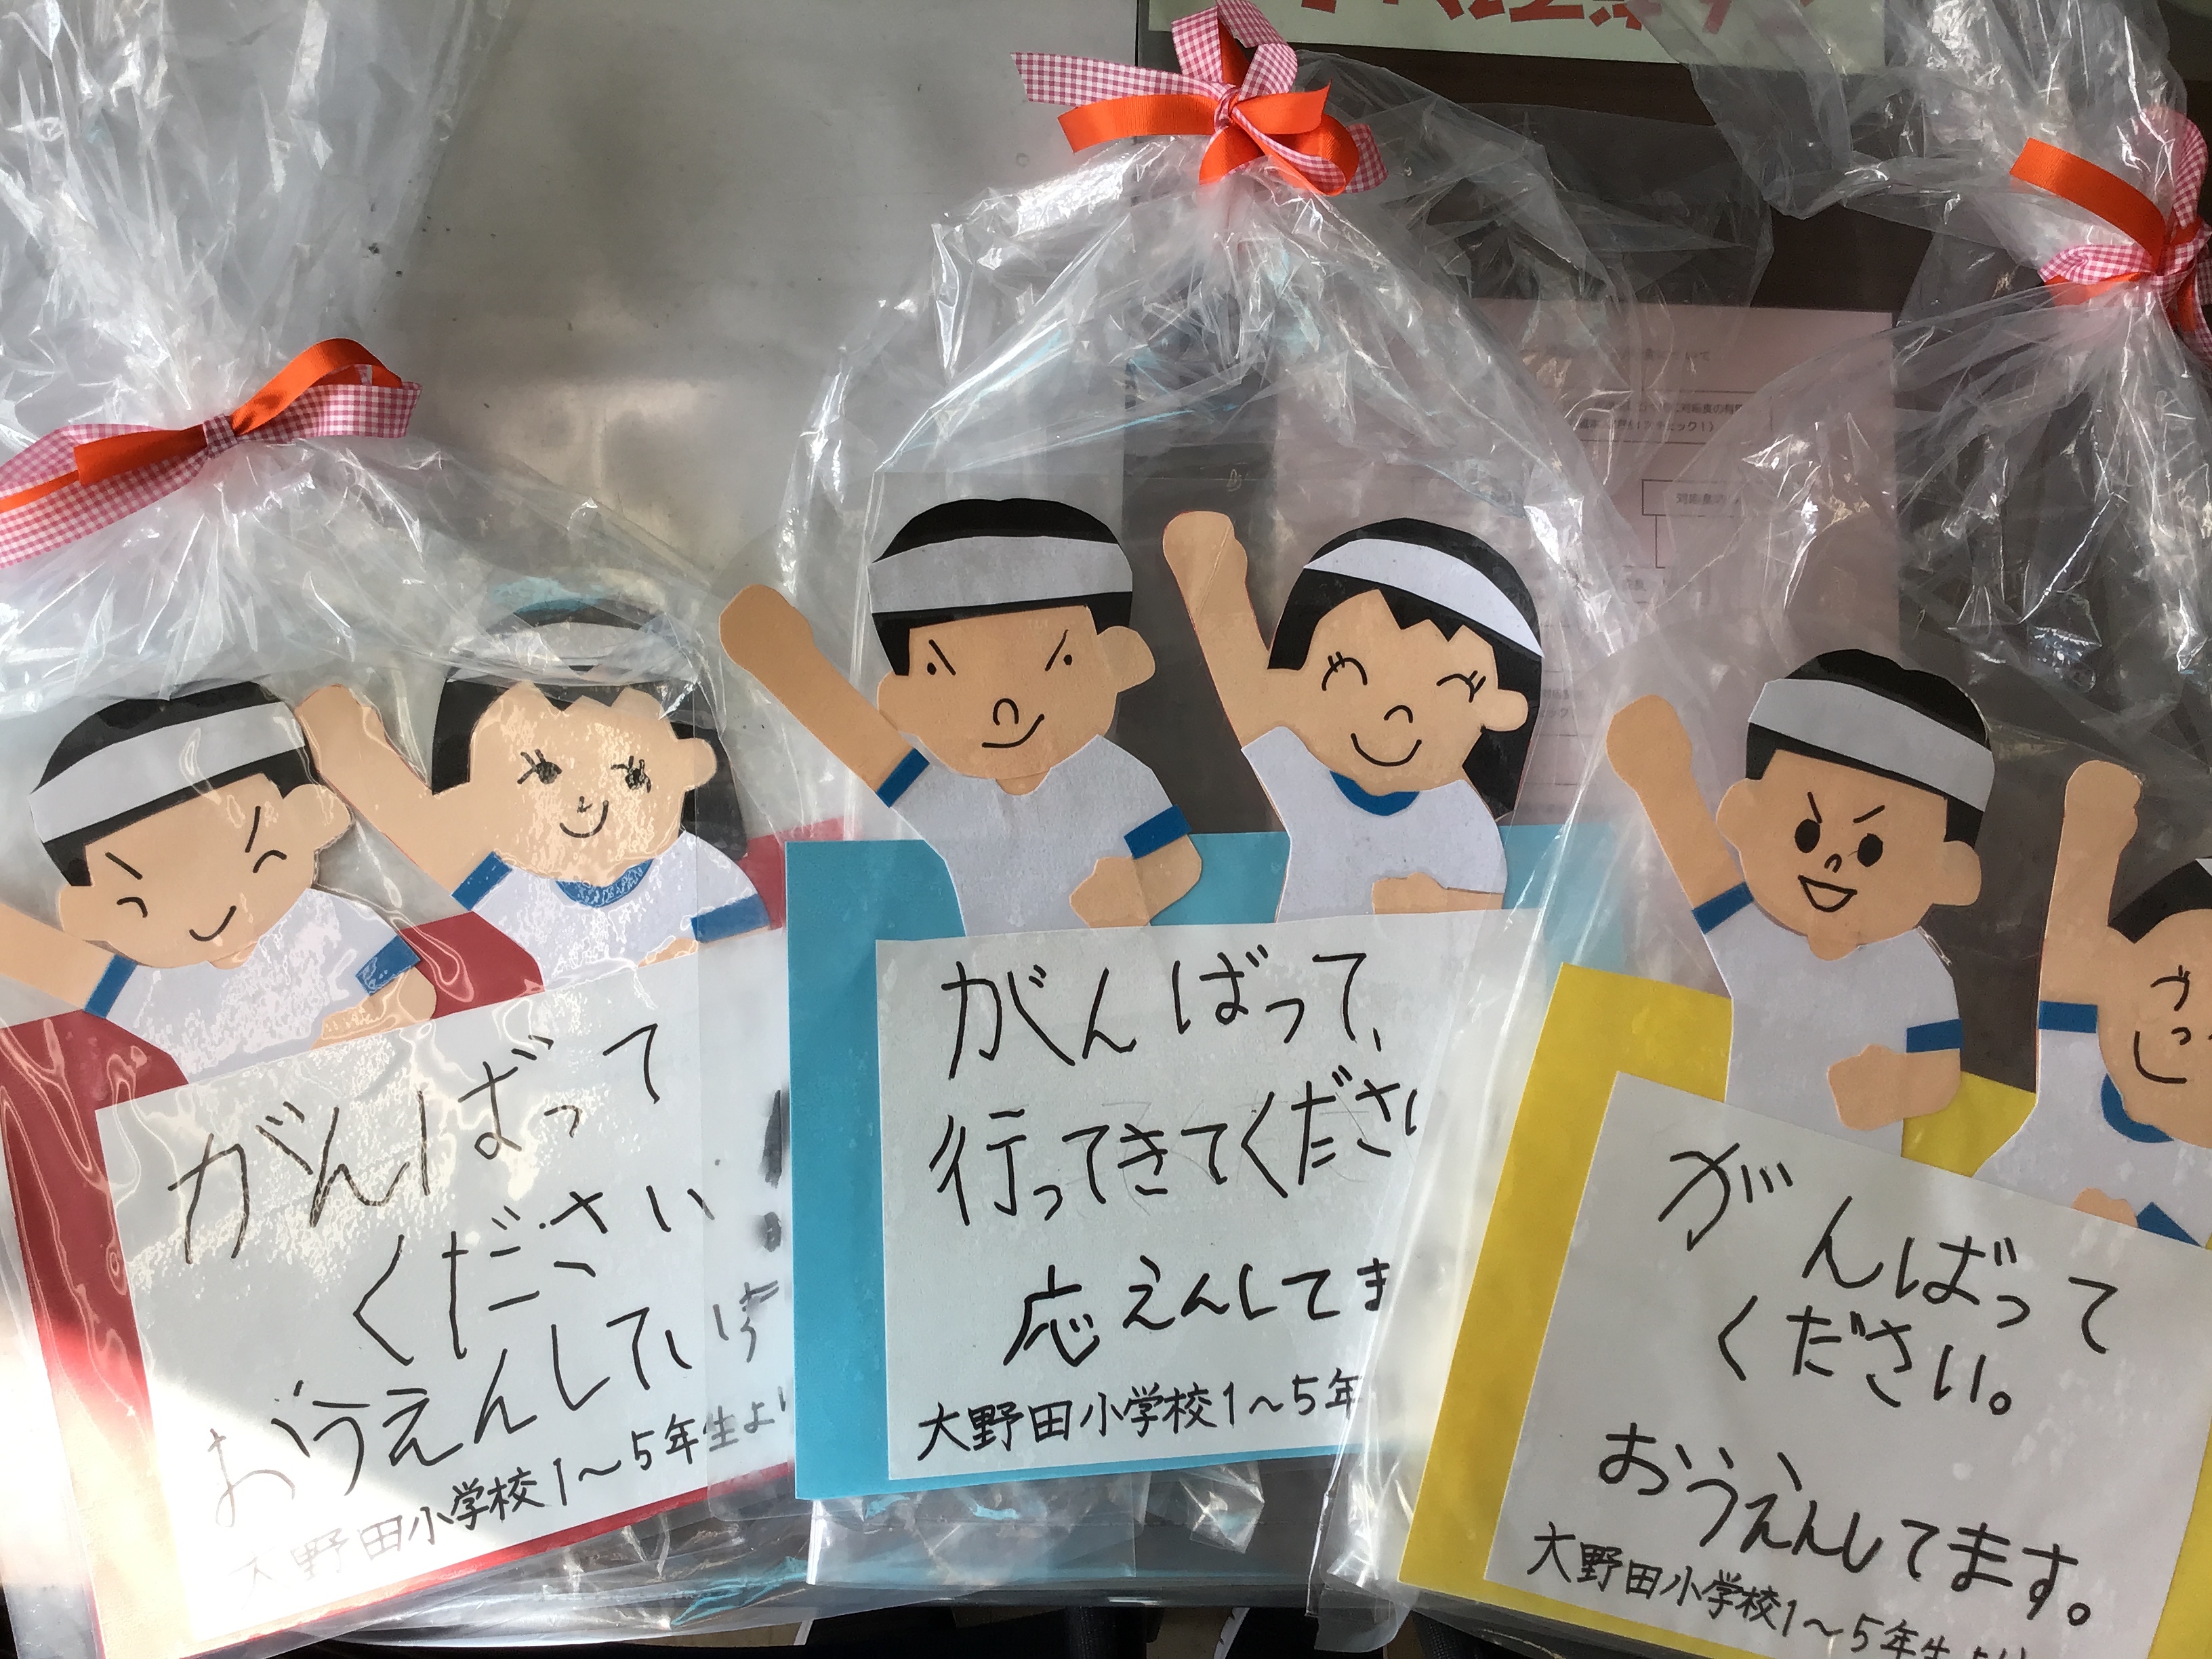 がんばって
ください!
おうえんしてい
大野田小学校1〜5年生より
がんばって、
行ってきてください
応えんしてま
大野田小学校1〜5年
がんばって
ください。
おうえんしてます。
大野田小学校1〜5年生より